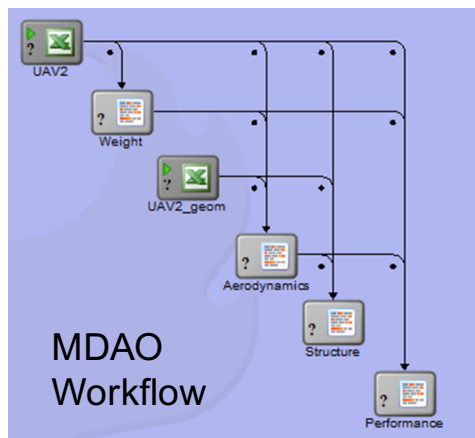 ?
UAV2
?
Weight
?
UAV2_geom
?
Aerodynamics
?
Structure
MDAO
Workflow
?
Performance